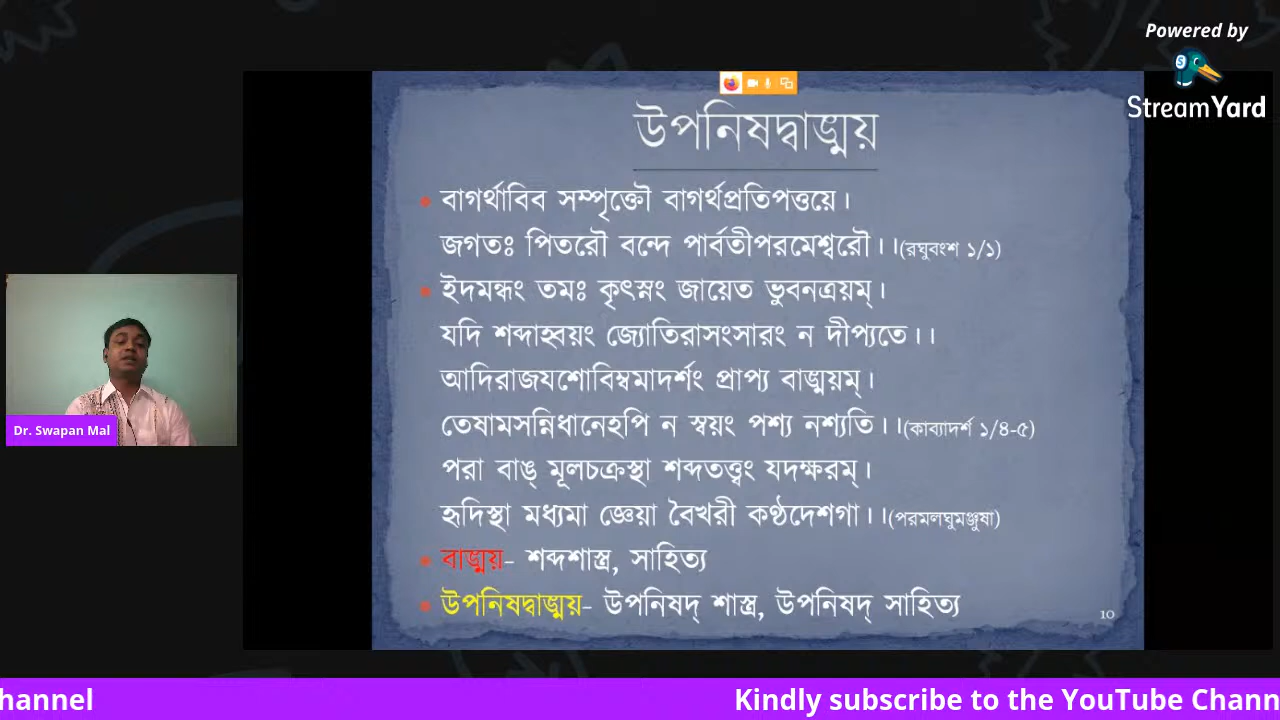 Powered by
StreamYard
উপনিষদ্বাঙ্ময়
বাগর্থাবিব সম্পৃক্তৌ বাগর্থপ্রতিপত্তয়ে।
জগতঃ পিতরৌ বন্দে পার্বতীপরমেশ্বরৌ।।(রঘুবংশ ১/১)
ইদমন্ধং তমঃ কৃৎস্নং জায়েত ভুবনত্রয়ম্।
যদি শব্দাহ্বয়ং জ্যোতিরাসংসারং ন দীপ্যতে।।
আদিরাজযশোবিম্বমাদর্শং প্রাপ্য বাঙ্ময়ম্।
তেষামসন্নিধানেহপি ন স্বয়ং পশ্য নশ্যতি।।(কাব্যাদর্শ ১/৪-৫)
পরা বাঙ্ মূলচক্রস্থা শব্দতত্ত্বং যদক্ষরম্।
হৃদিস্থা মধ্যমা জ্ঞেয়া বৈখরী কণ্ঠদেশগা।।(পরমলঘুমঞ্জুষা)
বাঙ্ময়- শব্দশাস্ত্র, সাহিত্য
উপনিষদ্বাঙ্ময়- উপনিষদ্ শাস্ত্র, উপনিষদ্ সাহিত্য
10
Dr. Swapan Mal
hannel Kindly subscribe to the YouTube Chann